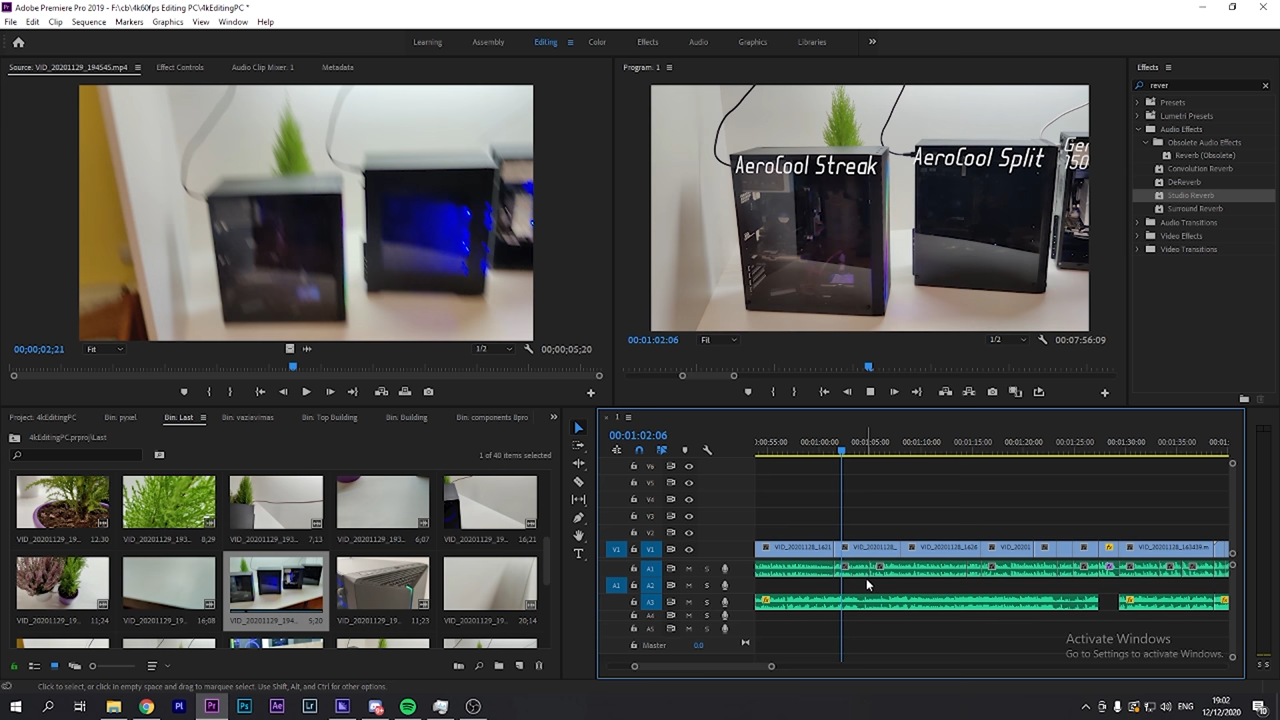 Adobe Premiere Pro 2019 - F:\cb\4k60fps Editing PC\4kEditingPC *
File Edit Clip Sequence Markers Graphics View Window Help
Learning Assembly Editing Color Effects Audio Graphics Libraries
Source: VID_20201129_194545.mp4 Effect Controls Audio Clip Mixer: 1 Metadata
Program: 1
AeroCool Streak
AeroCool Split
00;00;02;21 Fit 1/2 00;00;05;20
00:01:02:06 Fit 1/2 00:07:56:09
Effects
rever
Presets
Lumetri Presets
Audio Effects
Obsolete Audio Effects
Reverb (Obsolete)
Convolution Reverb
DeReverb
Studio Reverb
Surround Reverb
Audio Transitions
Video Effects
Video Transitions
Project: 4kEditingPC Bin: pyxel Bin: Last Bin: vaziavimas Bin: Top Building Bin: Building Bin: components 8pro
4kEditingPC.prproj\Last
1 of 40 items selected
VID_20201129_19... 12:30 VID_20201129_19... 8;29 VID_20201129_193... 7;13 VID_20201129_193... 6;07 VID_20201129_19... 16;21
VID_20201129_19... 11;24 VID_20201129_19... 16;08 VID_20201129_194... 5;20 VID_20201129_19... 11;23 VID_20201129_19...
1
00:01:02:06
0:00:55:00 00:01:00:00 00:01:05:00 00:01:10:00 00:01:15:00 00:01:20:00 00:01:25:00 00:01:30:00 00:01:35:00 00:01:
V6
V5
V4
V3
V2
V1 V1 VID_20201128_1621 VID_20201128_ VID_20201128_1626 VID_20201 VID_20201128_163439.m
A1 M S
A1 A2 M S
A3 M S
A4 M S
A5 M S
Master 0.0
S S
Activate Windows
Go to Settings to activate Windows.
Click to select, or click in empty space and drag to marquee select. Use Shift, Alt, and Ctrl for other options.
ENG 19:02
12/12/2020